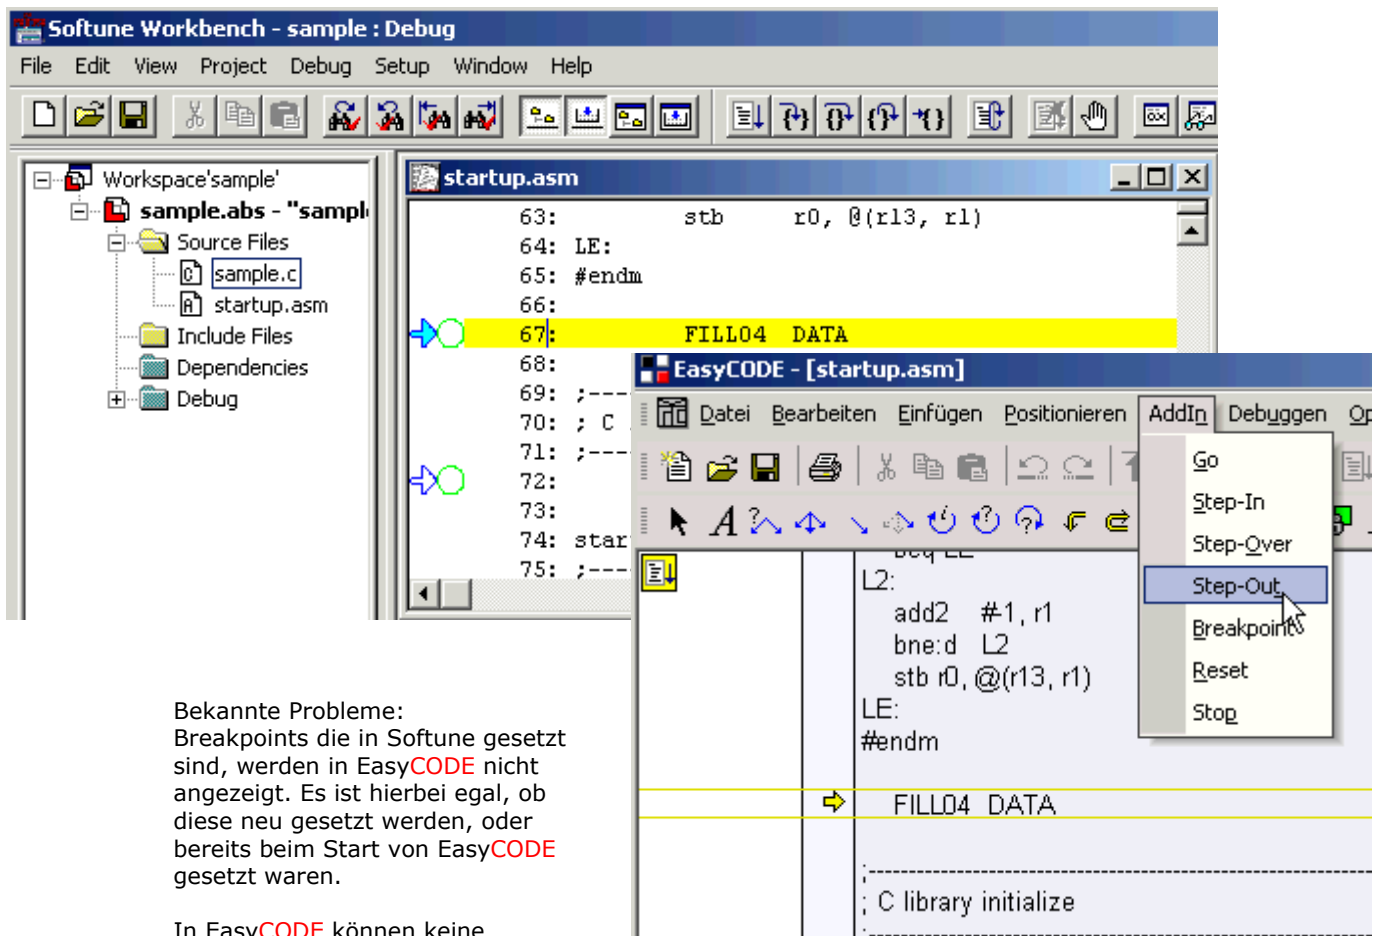 Softune Workbench - sample : Debug
File Edit View Project Debug Setup Window Help
Workspace'sample'
sample.abs - "sampl
Source Files
sample.c
startup.asm
Include Files
Dependencies
Debug
startup.asm
63: stb r0, @(r13, r1)
64: LE:
65: #endm
66:
67: FILL04 DATA
68:
69: ;----
70: ; C
71: ;----
72:
73:
74: star
75: ;----
EasyCODE - [startup.asm]
Datei Bearbeiten Einfügen Positionieren AddIn Debuggen Op
Go
Step-In
Step-Over
Step-Out
Breakpoint
Reset
Stop
beq LE
L2:
add2 #-1, r1
bne:d L2
stb r0, @(r13, r1)
LE:
#endm
FILL04 DATA
;----------------------------------------
; C library initialize
;----------------------------------------
Bekannte Probleme:
Breakpoints die in Softune gesetzt
sind, werden in EasyCODE nicht
angezeigt. Es ist hierbei egal, ob
diese neu gesetzt werden, oder
bereits beim Start von EasyCODE
gesetzt waren.
In EasyCODE können keine